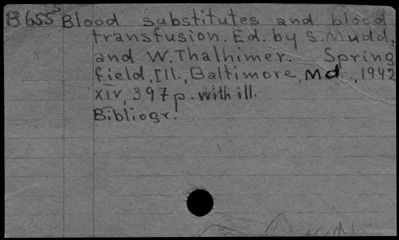 B655 Blood substitutes and blood
transfusion. Ed. by S. Mudd,
and W. Thalhimer. Spring
field, Ill., Baltimore, Md., 1942
XIV, 397 p. with ill.
Bibliogr.